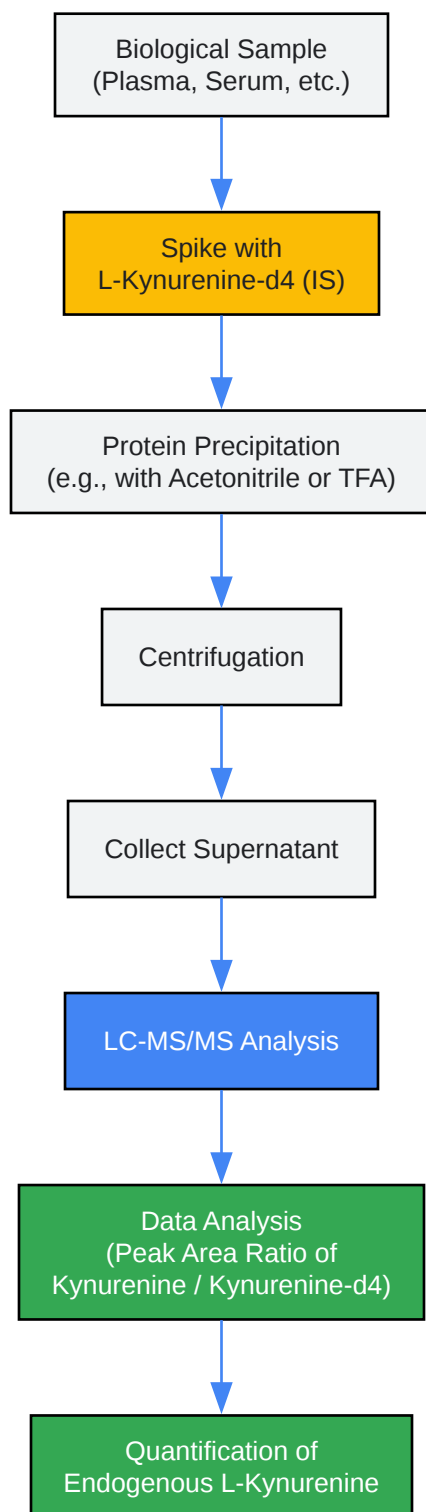 Biological Sample
(Plasma, Serum, etc.)
Spike with
L-Kynurenine-d4 (IS)
Protein Precipitation
(e.g., with Acetonitrile or TFA)
Centrifugation
Collect Supernatant
LC-MS/MS Analysis
Data Analysis
(Peak Area Ratio of
Kynurenine / Kynurenine-d4)
Quantification of
Endogenous L-Kynurenine